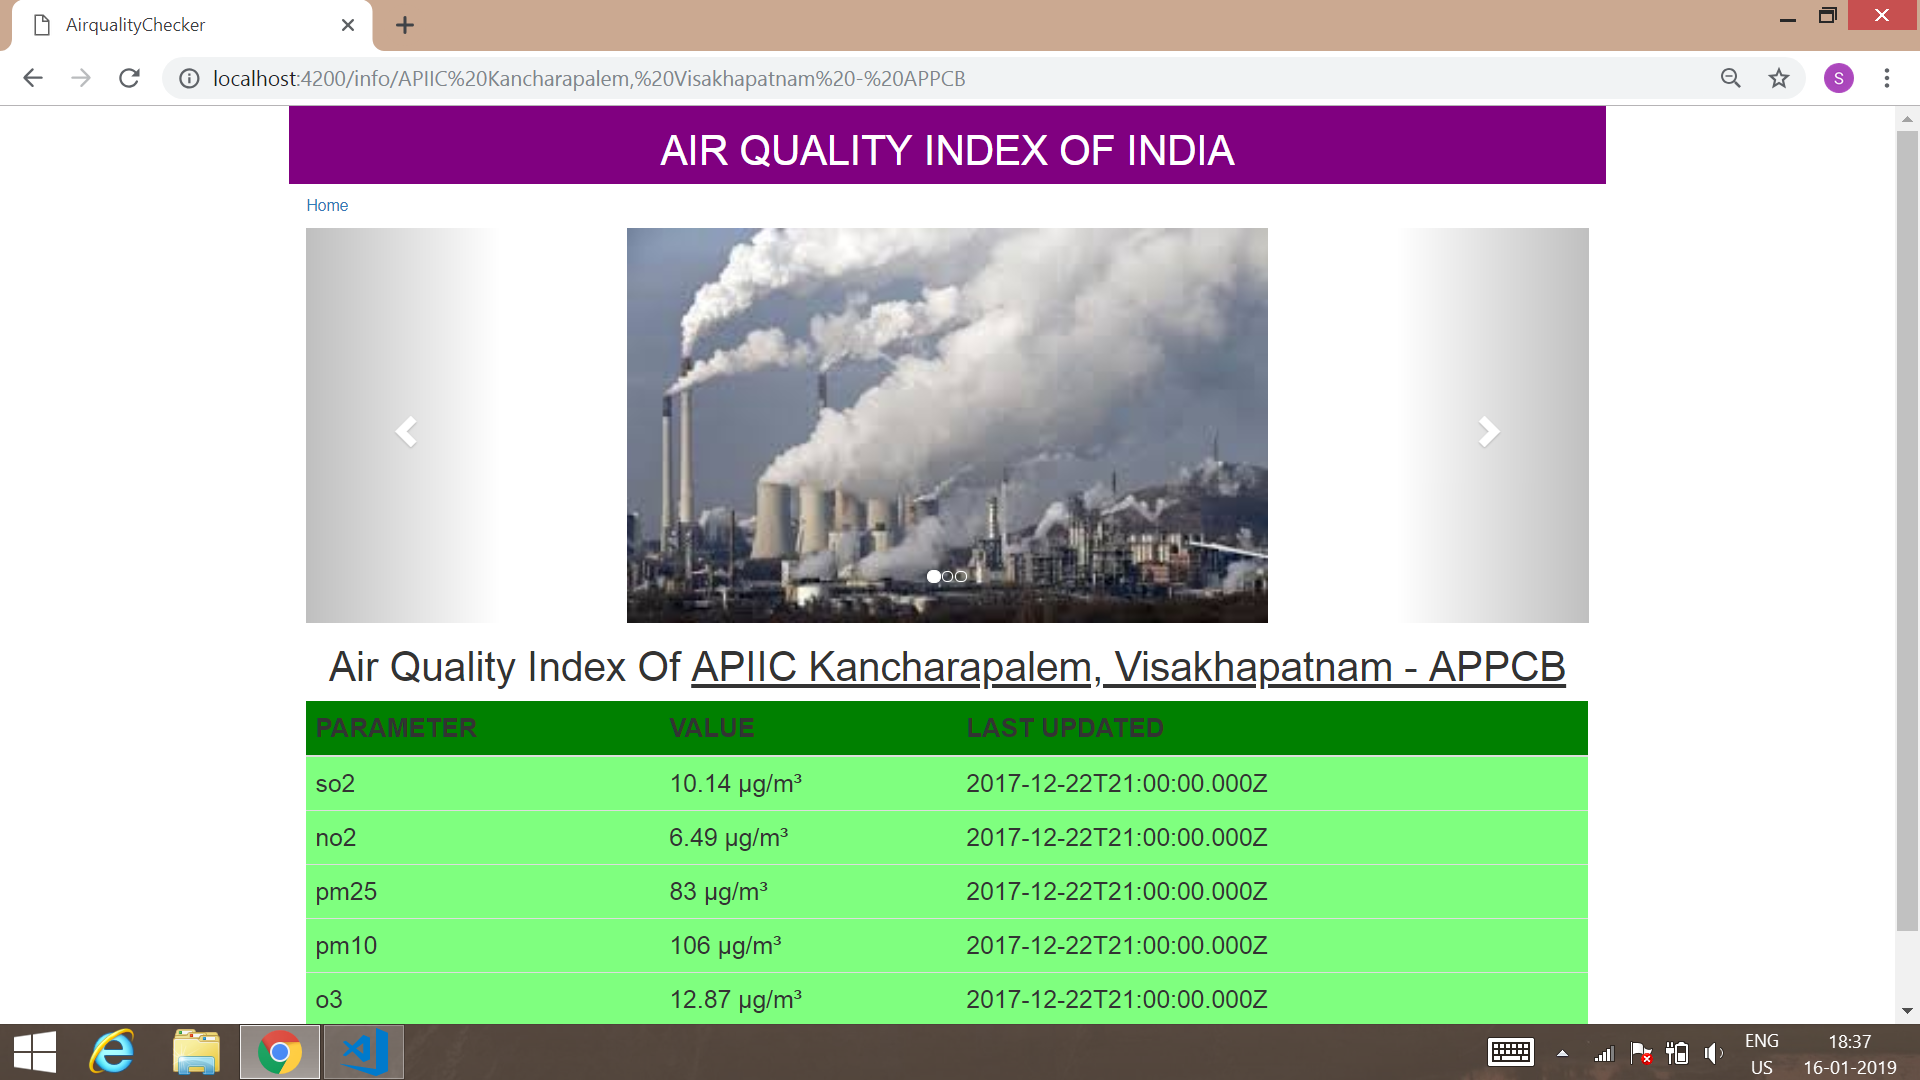 AirqualityChecker
localhost:4200/info/APIIC%20Kancharapalem,%20Visakhapatnam%20-%20APPCB
S
AIR QUALITY INDEX OF INDIA
Home
Air Quality Index Of APIIC Kancharapalem, Visakhapatnam - APPCB
PARAMETER VALUE LAST UPDATED
so2 10.14 µg/m³ 2017-12-22T21:00:00.000Z
no2 6.49 µg/m³ 2017-12-22T21:00:00.000Z
pm25 83 µg/m³ 2017-12-22T21:00:00.000Z
pm10 106 µg/m³ 2017-12-22T21:00:00.000Z
o3 12.87 µg/m³ 2017-12-22T21:00:00.000Z
ENG 18:37
US 16-01-2019